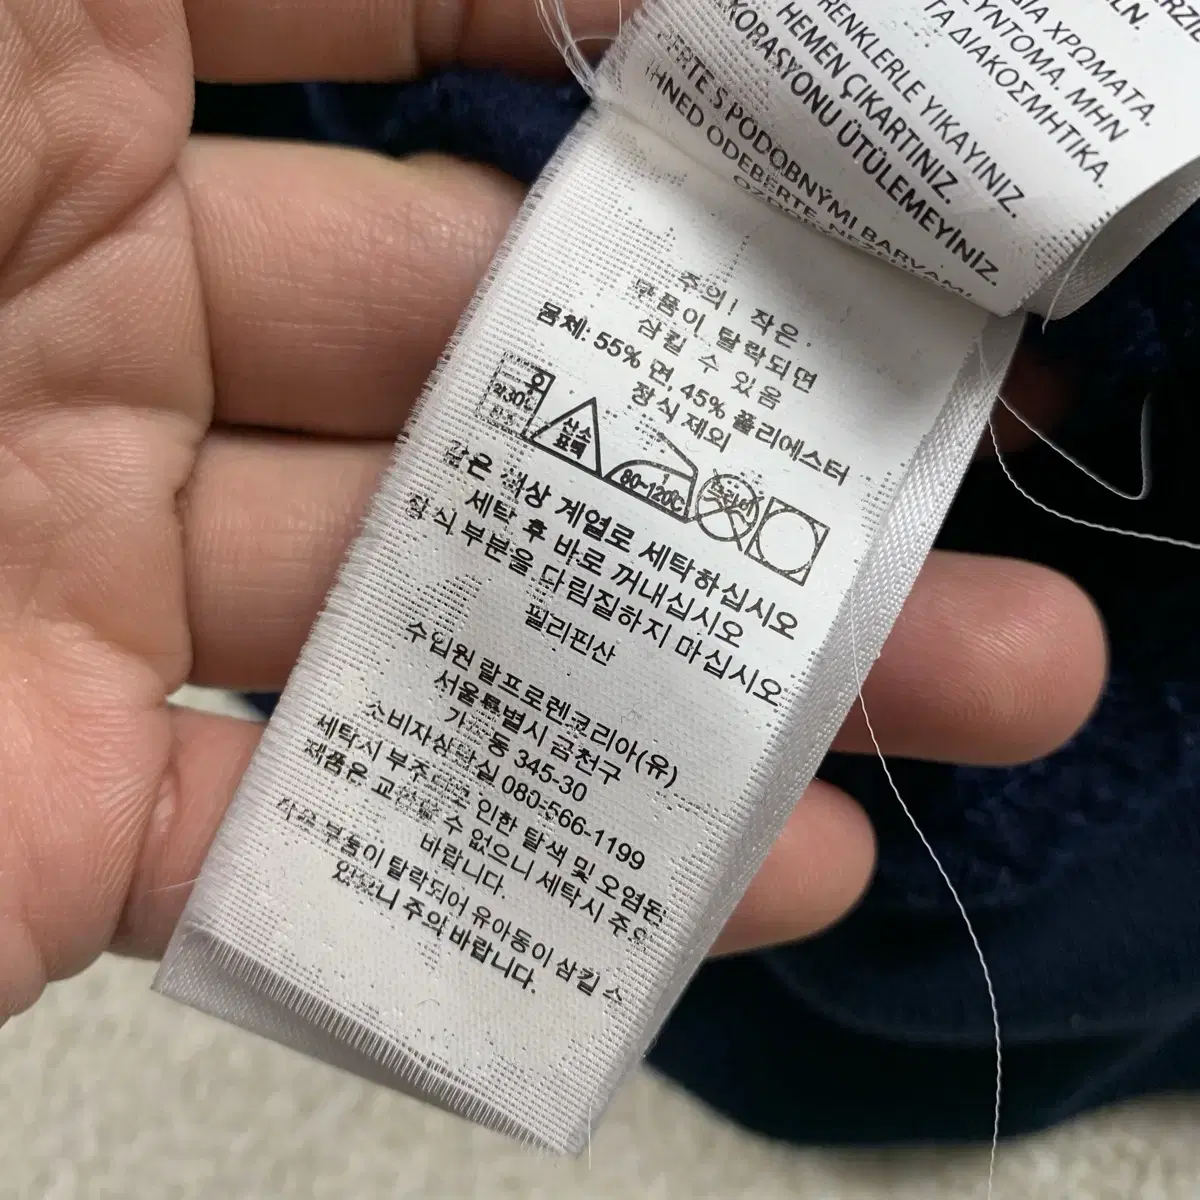 LN.
ΧΡΩΜΑΤΑ.
ΜΗΝ
ΤΑ ΔΙΑΚΟΣΜΗΤΙΚΑ.
RENKLERLE YIKAYINIZ.
HEMEN ÇIKARTINIZ.
KORASYONU ÜTÜLEMEYİNİZ.
S PODOBNÝMI BARVAMI
ODEBERTE.
주의! 작은
부품이 탈락되면
삼킬 수 있음
몸체: 55% 면, 45% 폴리에스터
장식제외
산소
표백
80~120℃
드라이
같은 색상 계열로 세탁하십시오
세탁 후 바로 꺼내십시오
장식 부분을 다림질하지 마십시오
필리핀산
수입원 랄프로렌코리아(유)
서울특별시 금천구
345-30
소비자상담실 080-566-1199
세탁시 부주의로 인한 탈색 및 오염된
제품은 교환될 수 없으니 세탁시 주의
바랍니다.
작은 부품이 탈락되어 유아동이 삼킬
있으니 주의 바랍니다.